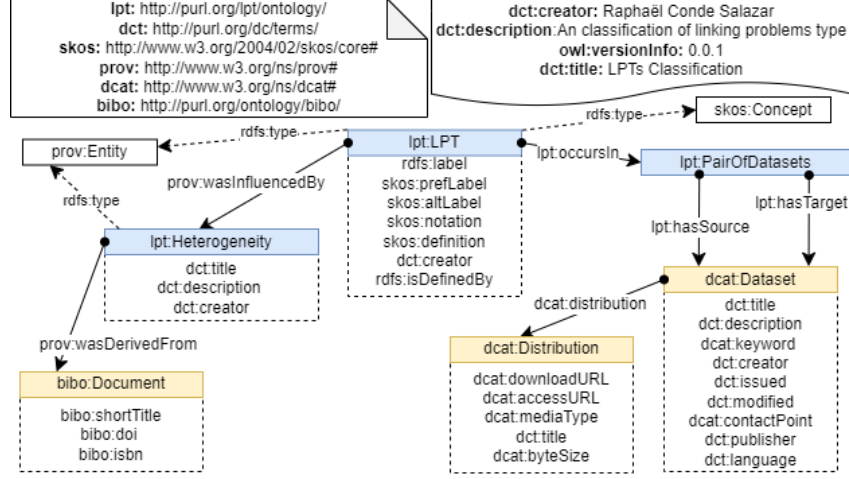 lpt: http://purl.org/lpt/ontology/
dct: http://purl.org/dc/terms/
skos: http://www.w3.org/2004/02/skos/core#
prov: http://www.w3.org/ns/prov#
dcat: http://www.w3.org/ns/dcat#
bibo: http://purl.org/ontology/bibo/
dct:creator: Raphaël Conde Salazar
dct:description:An classification of linking problems type
owl:versionInfo: 0.0.1
dct:title: LPTs Classification
skos:Concept
rdfs:type
rdfs:type
prov:Entity
lpt:LPT
rdfs:label
skos:prefLabel
skos:altLabel
skos:notation
skos:definition
dct:creator
rdfs:isDefinedBy
lpt:occursIn
lpt:PairOfDatasets
prov:wasInfluencedBy
rdfs:type
lpt:hasTarget
lpt:hasSource
lpt:Heterogeneity
dct:title
dct:description
dct:creator
dcat:Dataset
dct:title
dct:description
dcat:keyword
dct:creator
dct:issued
dct:modified
dcat:contactPoint
dct:publisher
dct:language
dcat:distribution
prov:wasDerivedFrom
dcat:Distribution
dcat:downloadURL
dcat:accessURL
dcat:mediaType
dct:title
dcat:byteSize
bibo:Document
bibo:shortTitle
bibo:doi
bibo:isbn